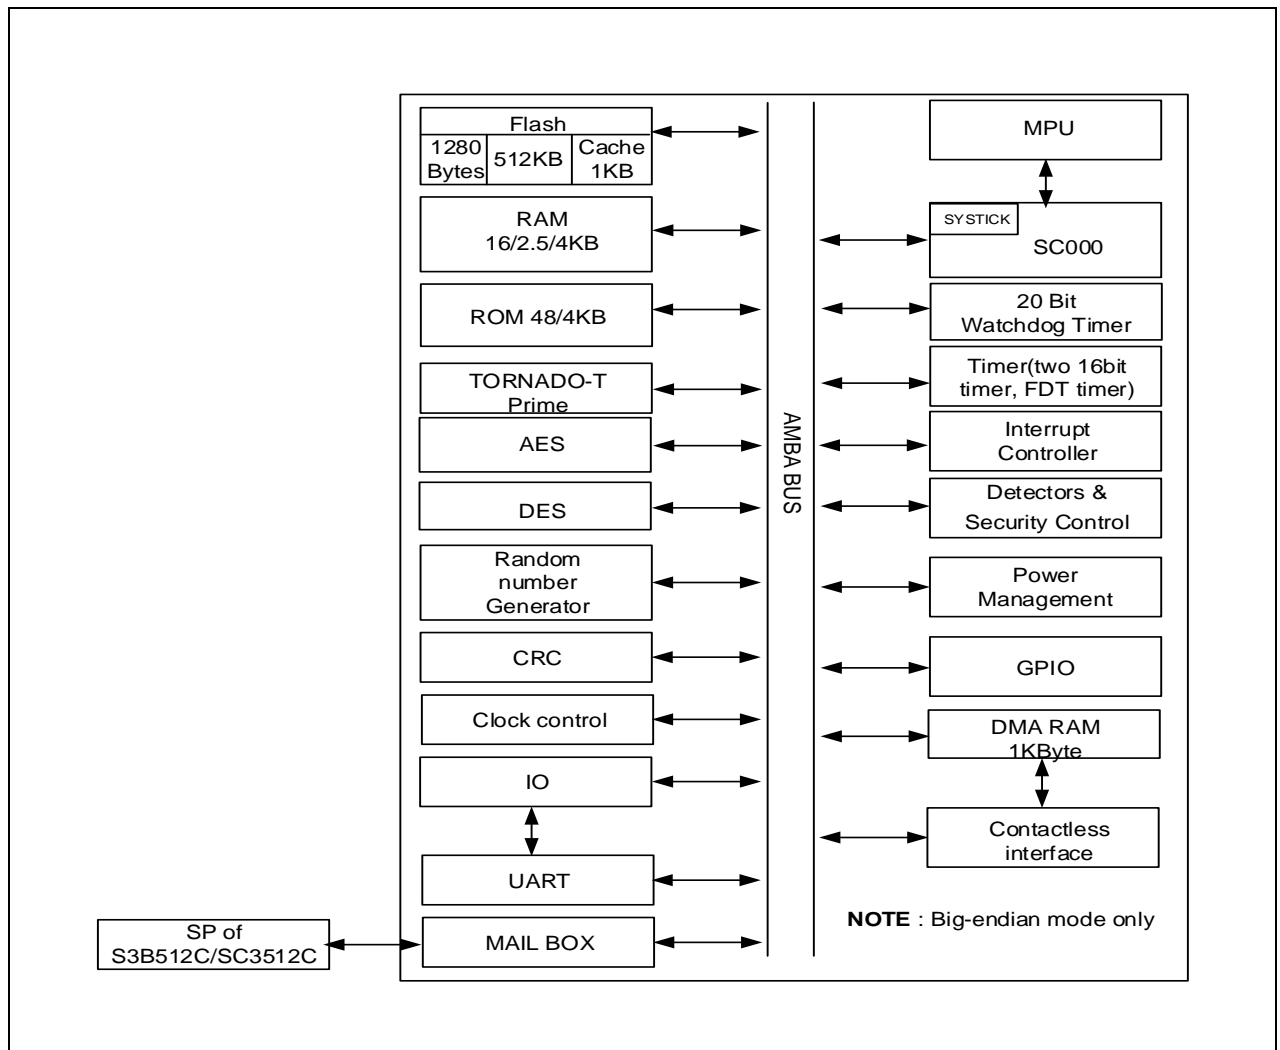 Flash
1280
Bytes
512KB
Cache
1KB
RAM
16/2.5/4KB
ROM 48/4KB
TORNADO-T
Prime
AES
DES
Random
number
Generator
CRC
Clock control
IO
UART
MAIL BOX
SP of
S3B512C/SC3512C
AMBA BUS
MPU
SYSTICK
SC000
20 Bit
Watchdog Timer
Timer(two 16bit
timer, FDT timer)
Interrupt
Controller
Detectors &
Security Control
Power
Management
GPIO
DMA RAM
1KByte
Contactless
interface
NOTE : Big-endian mode only